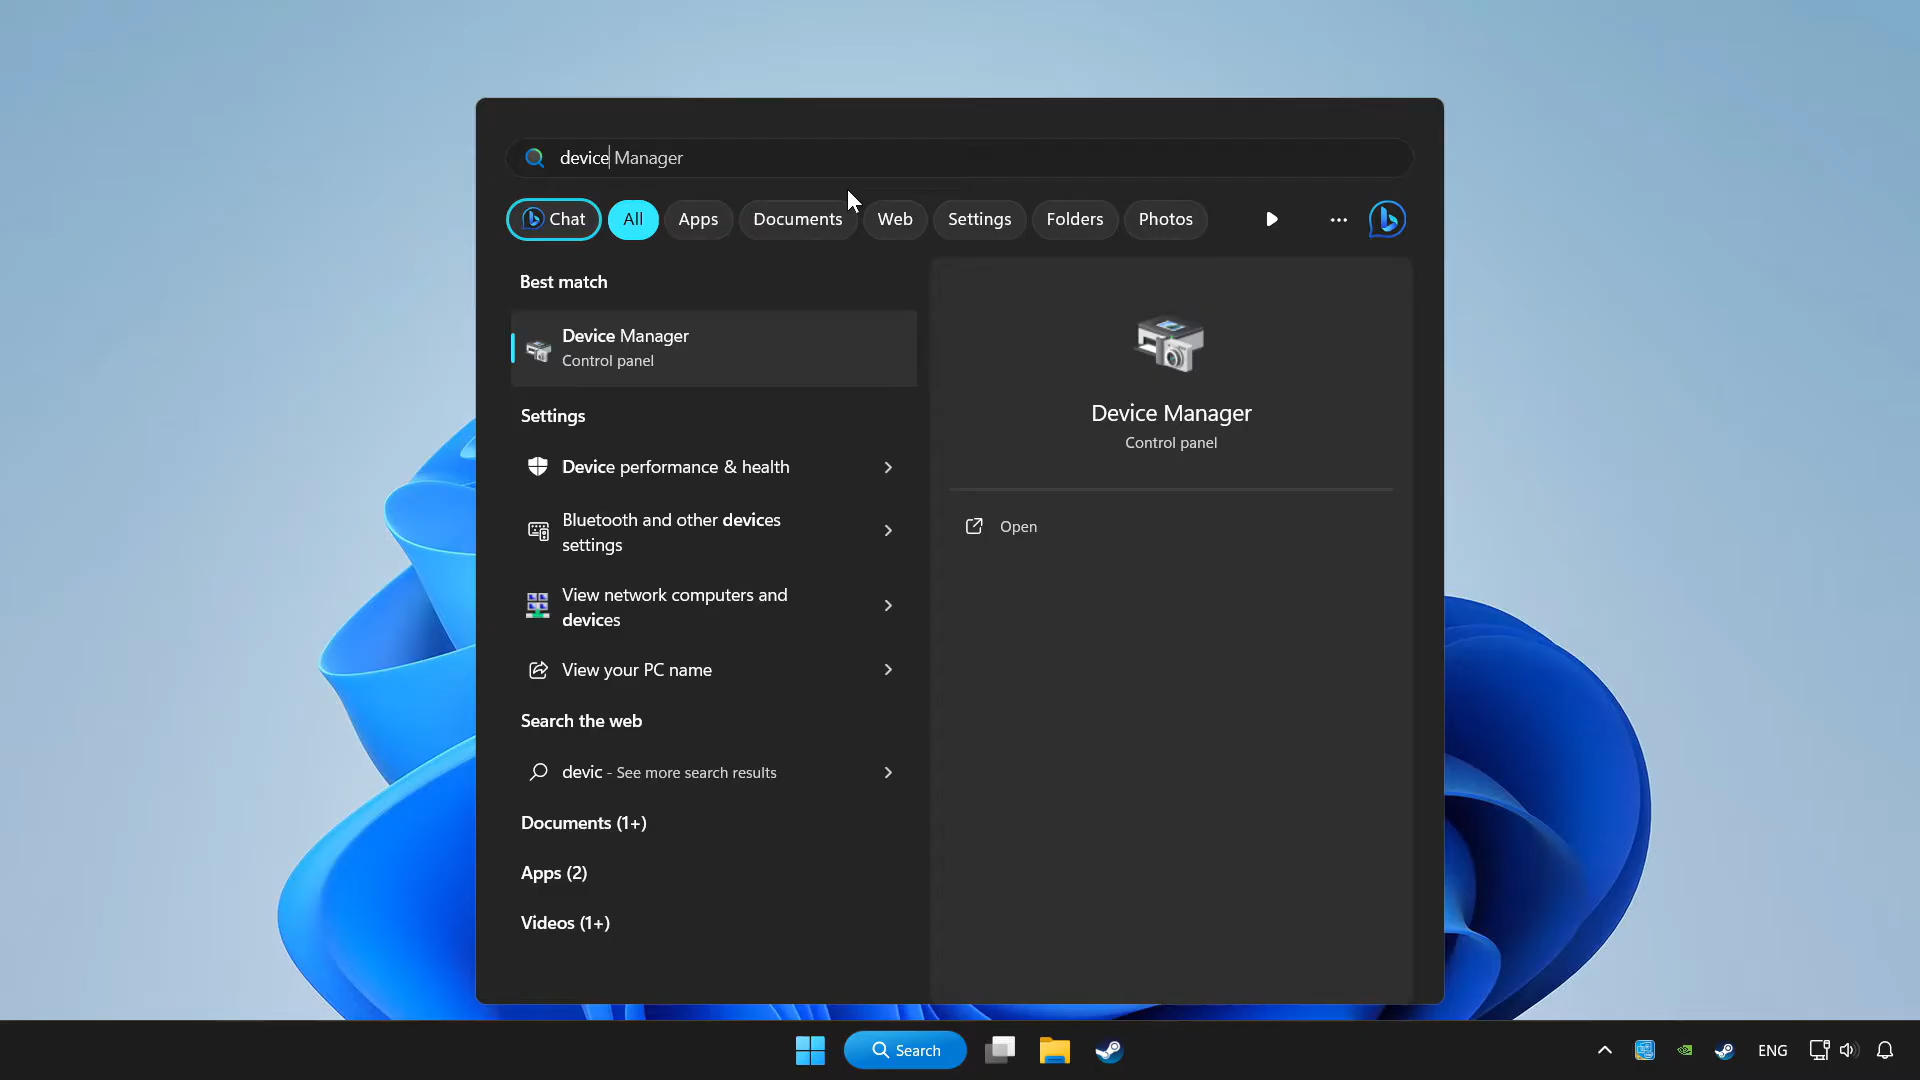 device Manager
Chat All Apps Documents Web Settings Folders Photos
Best match
Device Manager
Control panel
Settings
Device performance & health
Bluetooth and other devices
settings
View network computers and
devices
View your PC name
Search the web
devic - See more search results
Documents (1+)
Apps (2)
Videos (1+)
Device Manager
Control panel
Open
Search
ENG